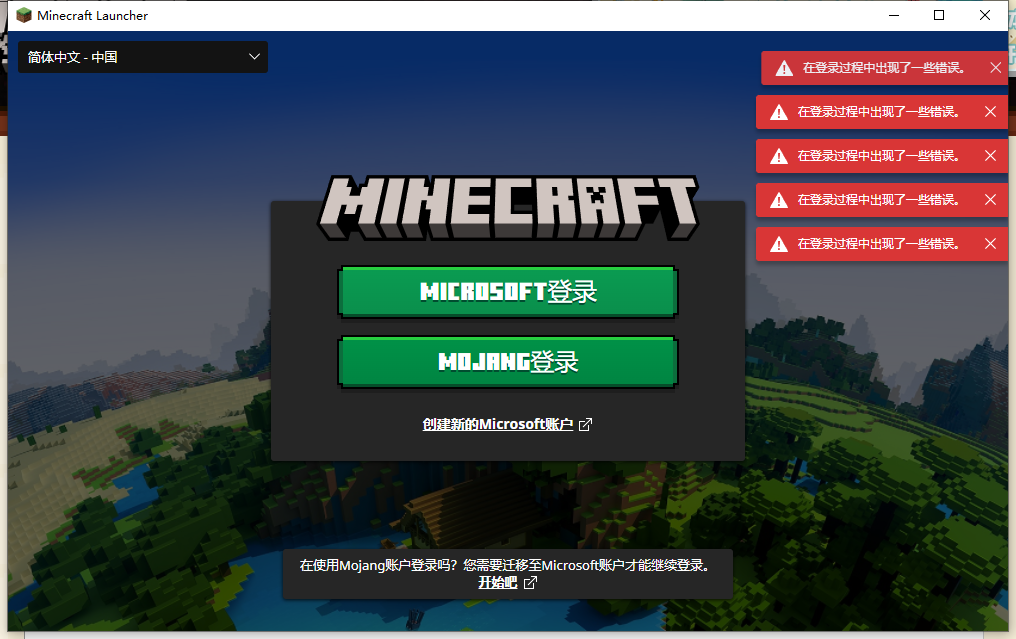 Minecraft Launcher
简体中文 - 中国
在登录过程中出现了一些错误。
在登录过程中出现了一些错误。
在登录过程中出现了一些错误。
在登录过程中出现了一些错误。
在登录过程中出现了一些错误。
MINECRAFT
MICROSOFT登录
MOJANG登录
创建新的Microsoft账户
在使用Mojang账户登录吗？您需要迁移至Microsoft账户才能继续登录。
开始吧